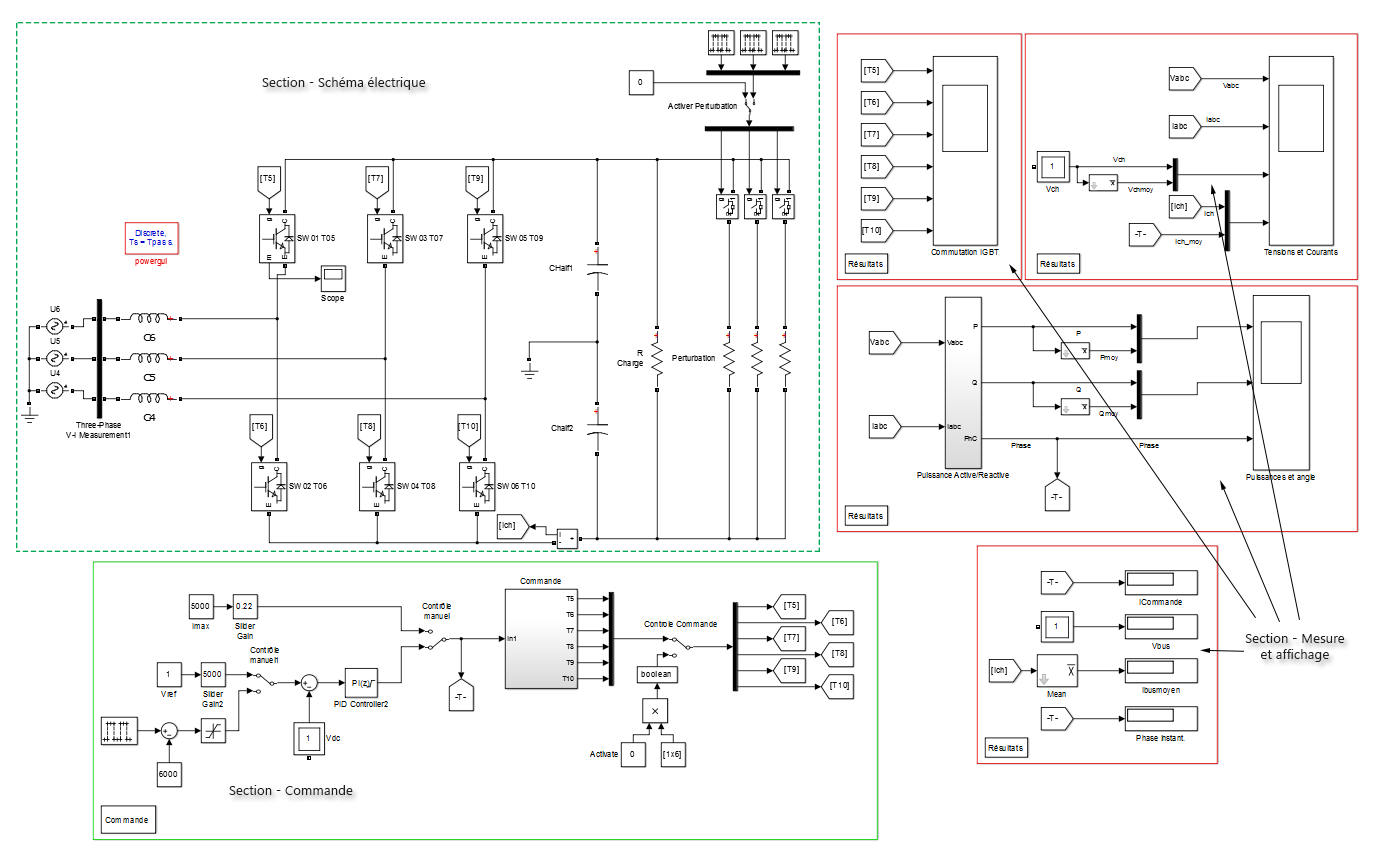 Section - Schéma électrique
0
Activer Perturbation
[T5]
[T7]
[T9]
g
C
E
SW 01 T05
SW 03 T07
SW 05 T09
Discrete,
Ts = Tpas s.
powergui
Scope
CHalf1
U6
U5
U4
C6
C5
C4
R
Charge
Perturbation
Three-Phase
V-I Measurement1
[T6]
[T8]
[T10]
Chalf2
SW 02 T06
SW 04 T08
SW 06 T10
[Ich]
[T5]
[T6]
[T7]
[T8]
[T9]
[T10]
Commutation IGBT
Résultats
Vabc
Vabc
Iabc
Iabc
1
Vch
Vch
Vchmoy
[Ich]
Ich
-T-
Ich_moy
Tensions et Courants
Résultats
Vabc
Vabc
Iabc
Iabc
P
Q
PhC
P
Pmoy
Q
Qmoy
Phase
Phase
-T-
Puissance Active/Reactive
Puissances et angle
Résultats
-T-
ICommande
1
Vbus
[Ich]
Mean
Ibusmoyen
-T-
Phase Instant.
Résultats
Section - Mesure
et affichage
5000
Imax
0.22
Slider
Gain
Contrôle
manuel
1
Vref
5000
Slider
Gain2
Contrôle
manuel1
PI(z)
PID Controller2
-T-
6000
1
Vdc
Commande
In1
T5
T6
T7
T8
T9
T10
Controle Commande
boolean
×
Activate
0
[1x6]
[T5]
[T6]
[T7]
[T8]
[T9]
[T10]
Section - Commande
Commande